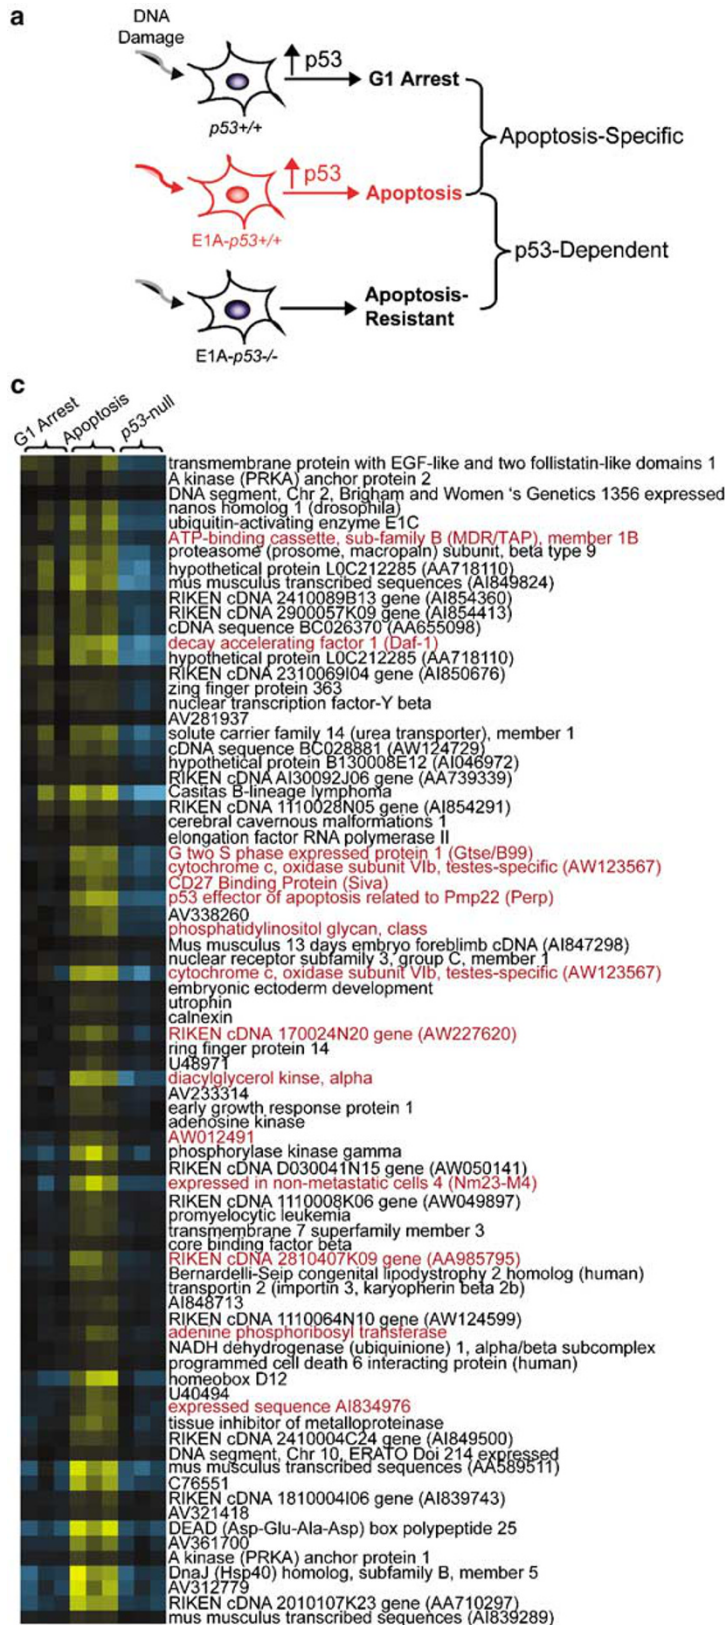 a
DNA
Damage
p53
G1 Arrest
p53+/+
Apoptosis-Specific
p53
Apoptosis
E1A-p53+/+
p53-Dependent
Apoptosis-
Resistant
E1A-p53-/-
c
G1 Arrest
Apoptosis
p53-null
transmembrane protein with EGF-like and two follistatin-like domains 1
A kinase (PRKA) anchor protein 2
DNA segment, Chr 2, Brigham and Women 's Genetics 1356 expressed
nanos homolog 1 (drosophila)
ubiquitin-activating enzyme E1C
ATP-binding cassette, sub-family B (MDR/TAP), member 1B
proteasome (prosome, macropain) subunit, beta type 9
hypothetical protein L0C212285 (AA718110)
mus musculus transcribed sequences (AI849824)
RIKEN cDNA 2410089B13 gene (AI854360)
RIKEN cDNA 2900057K09 gene (AI854413)
cDNA sequence BC026370 (AA655098)
decay accelerating factor 1 (Daf-1)
hypothetical protein L0C212285 (AA718110)
RIKEN cDNA 2310069I04 gene (AI850676)
zing finger protein 363
nuclear transcription factor-Y beta
AV281937
solute carrier family 14 (urea transporter), member 1
cDNA sequence BC028881 (AW124729)
hypothetical protein B130008E12 (AI046972)
RIKEN cDNA AI30092J06 gene (AA739339)
Casitas B-lineage lymphoma
RIKEN cDNA 1110028N05 gene (AI854291)
cerebral cavernous malformations 1
elongation factor RNA polymerase II
G two S phase expressed protein 1 (Gtse/B99)
cytochrome c, oxidase subunit VIb, testes-specific (AW123567)
CD27 Binding Protein (Siva)
p53 effector of apoptosis related to Pmp22 (Perp)
AV338260
phosphatidylinositol glycan, class
Mus musculus 13 days embryo foreblimb cDNA (AI847298)
nuclear receptor subfamily 3, group C, member 1
cytochrome c, oxidase subunit VIb, testes-specific (AW123567)
embryonic ectoderm development
utrophin
calnexin
RIKEN cDNA 170024N20 gene (AW227620)
ring finger protein 14
U48971
diacylglycerol kinse, alpha
AV233314
early growth response protein 1
adenosine kinase
AW012491
phosphorylase kinase gamma
RIKEN cDNA D030041N15 gene (AW050141)
expressed in non-metastatic cells 4 (Nm23-M4)
RIKEN cDNA 1110008K06 gene (AW049897)
promyelocytic leukemia
transmembrane 7 superfamily member 3
core binding factor beta
RIKEN cDNA 2810407K09 gene (AA985795)
Bernardelli-Seip congenital lipodystrophy 2 homolog (human)
transportin 2 (importin 3, karyopherin beta 2b)
AI848713
RIKEN cDNA 1110064N10 gene (AW124599)
adenine phosphoribosyl transferase
NADH dehydrogenase (ubiquinione) 1, alpha/beta subcomplex
programmed cell death 6 interacting protein (human)
homeobox D12
U40494
expressed sequence AI834976
tissue inhibitor of metalloproteinase
RIKEN cDNA 2410004C24 gene (AI849500)
DNA segment, Chr 10, ERATO Doi 214 expressed
mus musculus transcribed sequences (AA589511)
C76551
RIKEN cDNA 1810004I06 gene (AI839743)
AV321418
DEAD (Asp-Glu-Ala-Asp) box polypeptide 25
AV361700
A kinase (PRKA) anchor protein 1
DnaJ (Hsp40) homolog, subfamily B, member 5
AV312779
RIKEN cDNA 2010107K23 gene (AA710297)
mus musculus transcribed sequences (AI839289)